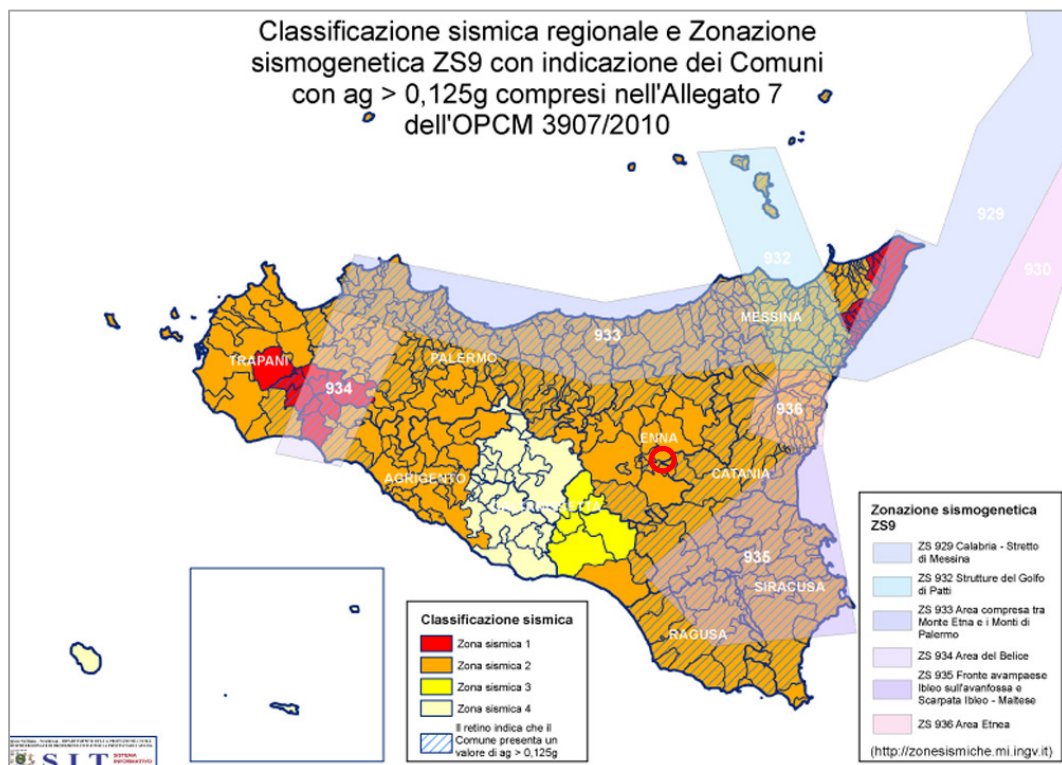 Classificazione sismica regionale e Zonazione
sismogenetica ZS9 con indicazione dei Comuni
con ag > 0,125g compresi nell'Allegato 7
dell'OPCM 3907/2010
929
932
930
MESSINA
933
PALERMO
TRAPANI
934
936
ENNA
AGRIGENTO
CATANIA
935
SIRACUSA
RAGUSA
Classificazione sismica
Zona sismica 1
Zona sismica 2
Zona sismica 3
Zona sismica 4
Il retino indica che il
Comune presenta un
valore di ag > 0,125g
Zonazione sismogenetica
ZS9
ZS 929 Calabria - Stretto
di Messina
ZS 932 Strutture del Golfo
di Patti
ZS 933 Area compresa tra
Monte Etna e i Monti di
Palermo
ZS 934 Area del Belice
ZS 935 Fronte avampaese
Ibleo sull'avanfossa e
Scarpata Ibleo - Maltese
ZS 936 Area Etnea
(http://zonesismiche.mi.ingv.it)
S I T
SISTEMA
INFORMATIVO